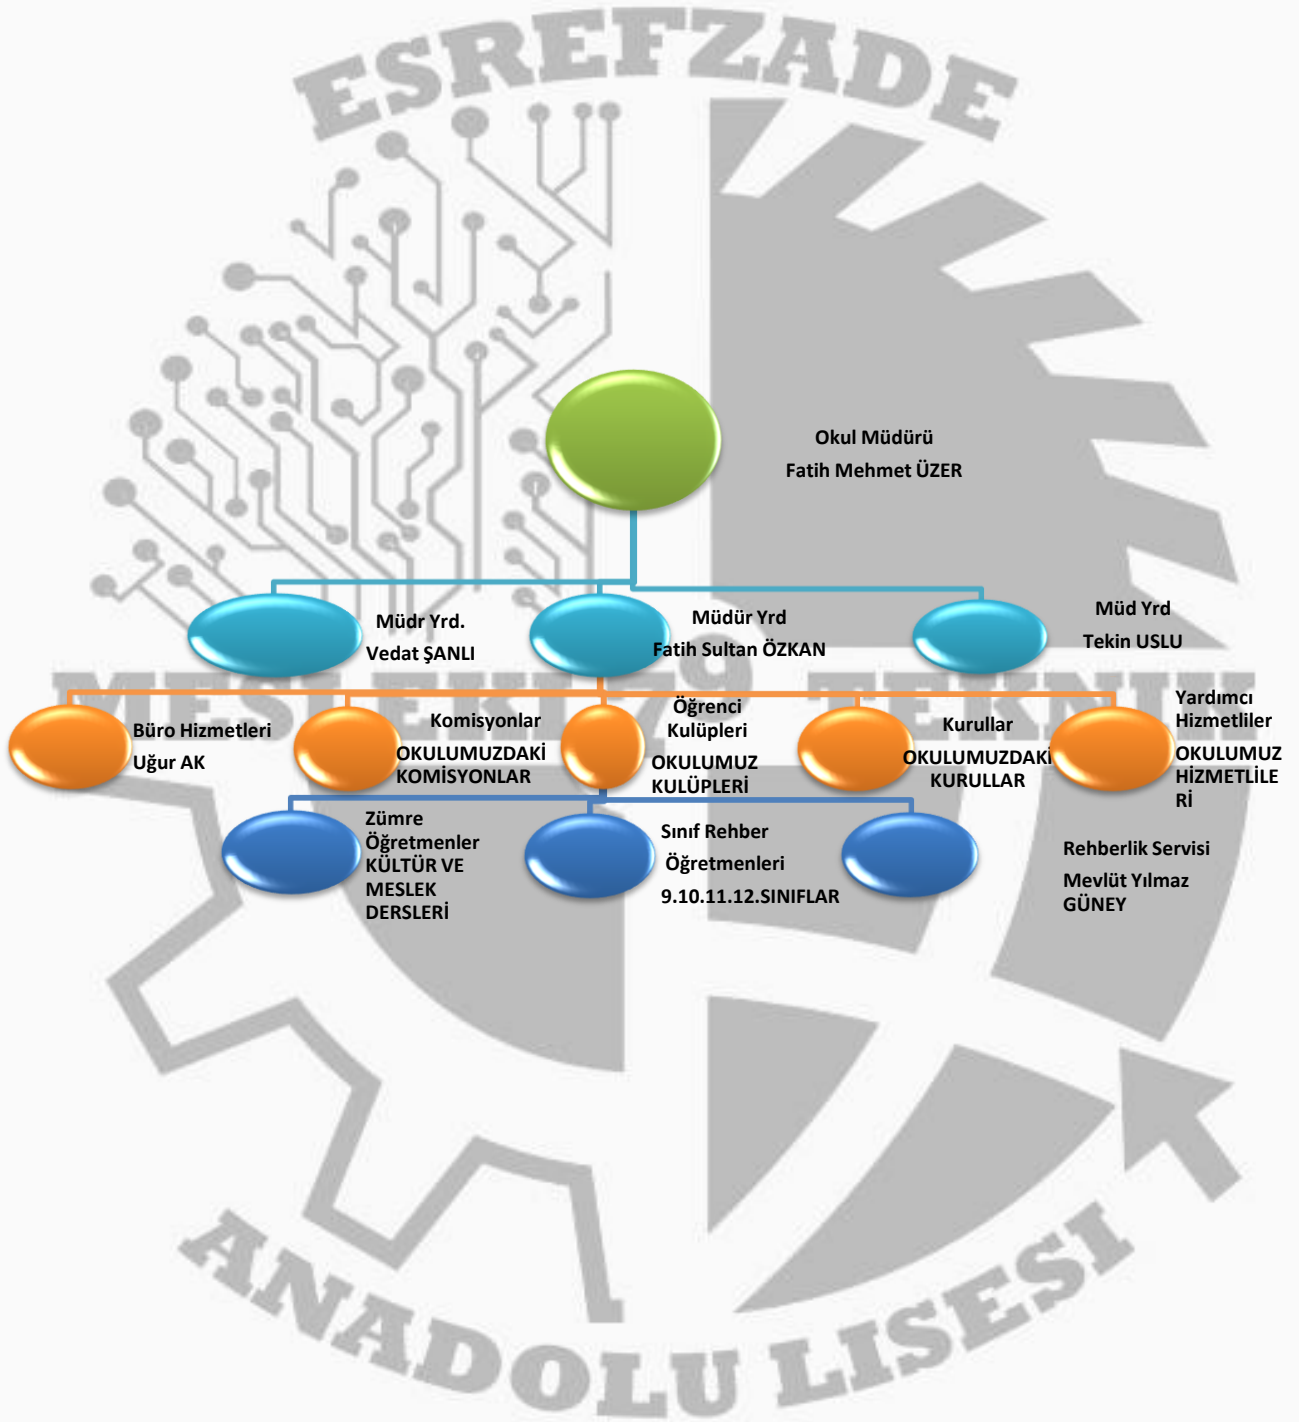 ESREFZADE
Okul Müdürü
Fatih Mehmet ÜZER
Müdr Yrd.
Vedat ŞANLI
Müdür Yrd
Fatih Sultan ÖZKAN
Müd Yrd
Tekin USLU
MESLEKI
79
TEKNIK
Büro Hizmetleri
Uğur AK
Komisyonlar
OKULUMUZDAKİ
KOMİSYONLAR
Öğrenci
Kulüpleri
OKULUMUZ
KULÜPLERİ
Kurullar
OKULUMUZDAKİ
KURULLAR
Yardımcı
Hizmetliler
OKULUMUZ
HİZMETLİLE
Rİ
Zümre
Öğretmenler
KÜLTÜR VE
MESLEK
DERSLERİ
Sınıf Rehber
Öğretmenleri
9.10.11.12.SINIFLAR
Rehberlik Servisi
Mevlüt Yılmaz
GÜNEY
ANADOLU LISESI